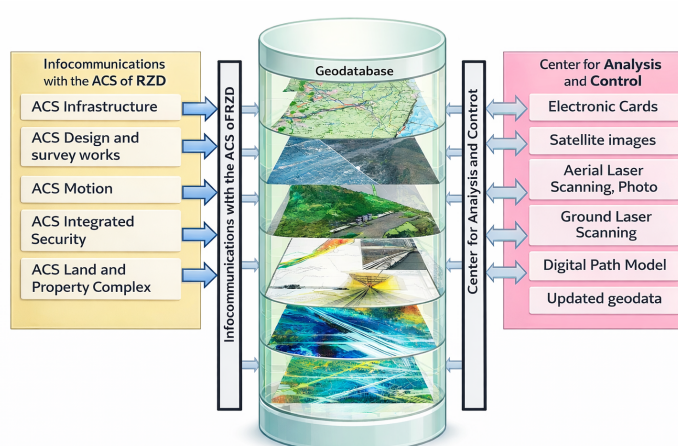 Infocommunications
with the ACS of RZD
ACS Infrastructure
ACS Design and
survey works
ACS Motion
ACS Integrated
Security
ACS Land and
Property Complex
Infocommunications with the ACS oFRZD
Geodatabase
Center for Analysis and Controt
Center for Analysis
and Control
Electronic Cards
Satellite images
Aerial Laser
Scanning, Photo
Ground Laser
Scanning
Digital Path Model
Updated geodata